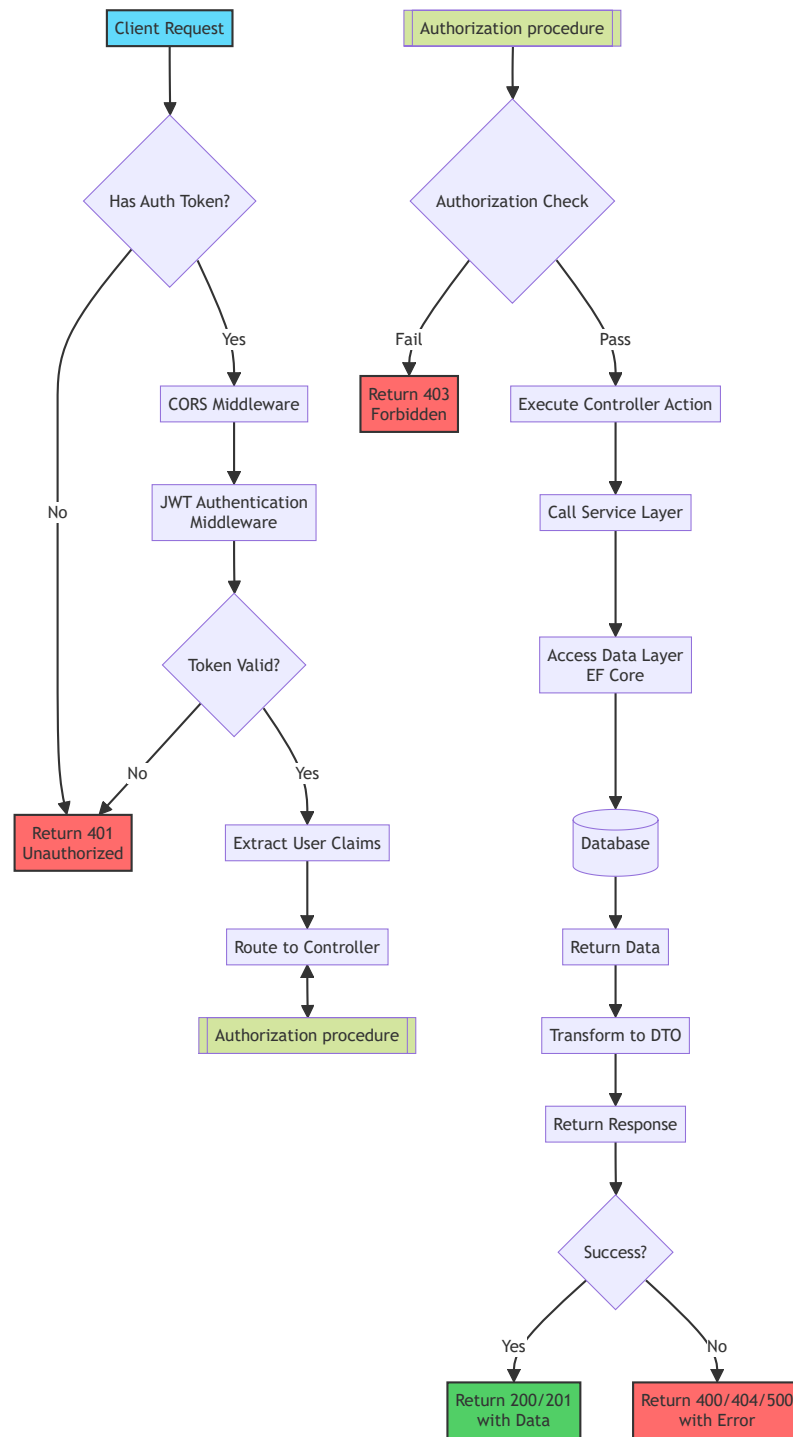 Client Request
Has Auth Token?
Yes
CORS Middleware
No
JWT Authentication
Middleware
Token Valid?
No
Yes
Return 401
Unauthorized
Extract User Claims
Route to Controller
Authorization procedure
Authorization procedure
Authorization Check
Fail
Pass
Return 403
Forbidden
Execute Controller Action
Call Service Layer
Access Data Layer
EF Core
Database
Return Data
Transform to DTO
Return Response
Success?
Yes
No
Return 200/201
with Data
Return 400/404/500
with Error